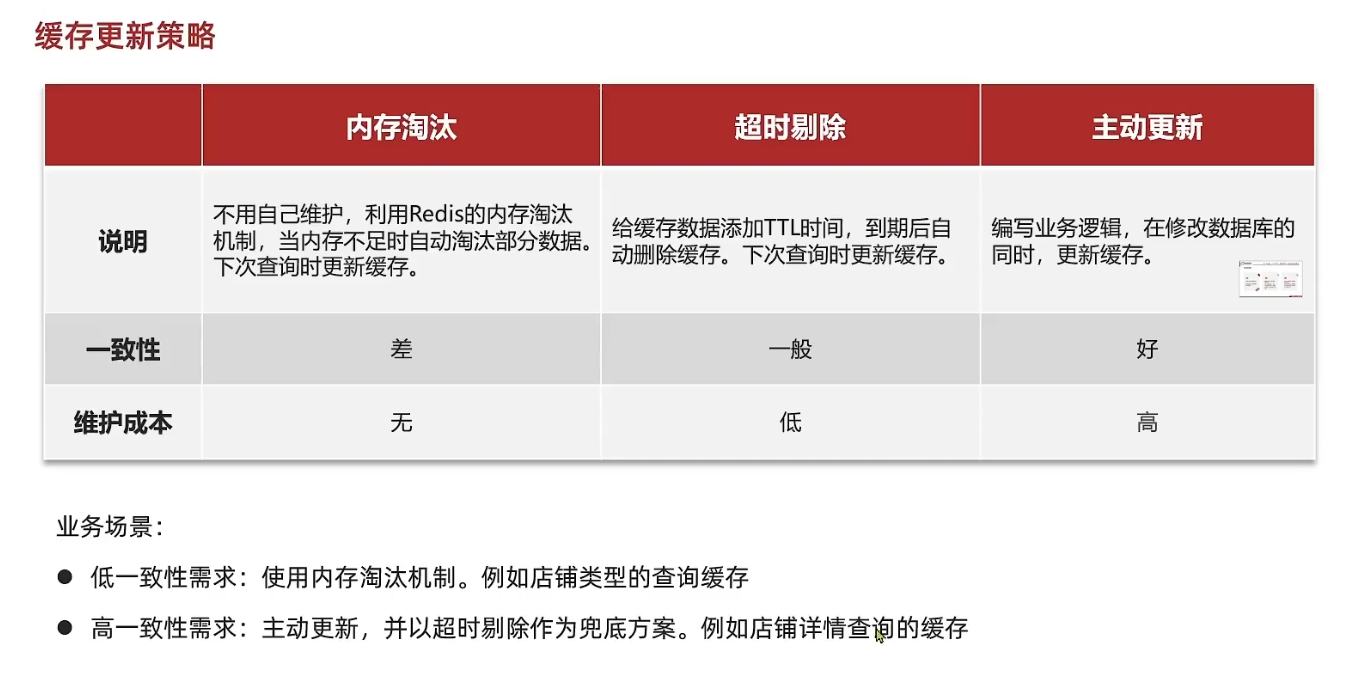 缓存更新策略
内存淘汰
超时剔除
主动更新
说明
不用自己维护，利用Redis的内存淘汰
机制，当内存不足时自动淘汰部分数据。
下次查询时更新缓存。
给缓存数据添加TTL时间，到期后自
动删除缓存。下次查询时更新缓存。
编写业务逻辑，在修改数据库的
同时，更新缓存。
一致性
差
一般
好
维护成本
无
低
高
业务场景：
● 低一致性需求：使用内存淘汰机制。例如店铺类型的查询缓存
● 高一致性需求：主动更新，并以超时剔除作为兜底方案。例如店铺详情查询的缓存